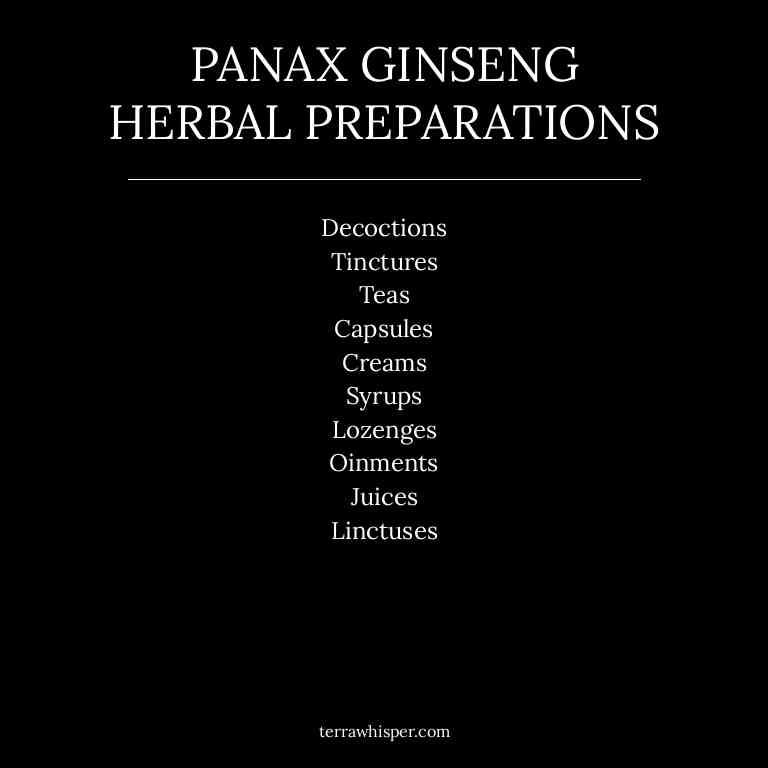 PANAX GINSENG
HERBAL PREPARATIONS
Decoctions
Tinctures
Teas
Capsules
Creams
Syrups
Lozenges
Oinments
Juices
Linctuses
terrawhisper.com